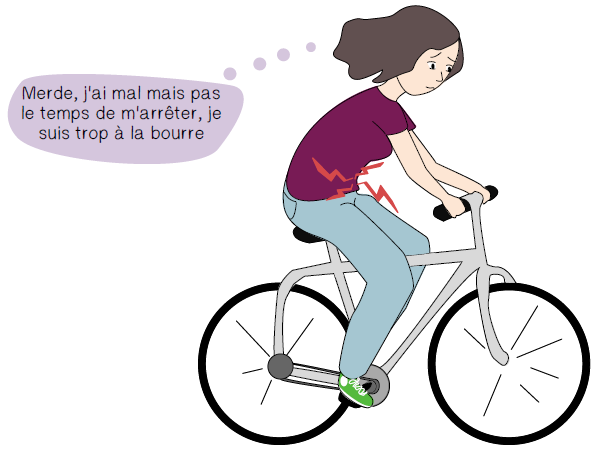 Merde, j'ai mal mais pas
le temps de m'arrêter, je
suis trop à la bourre